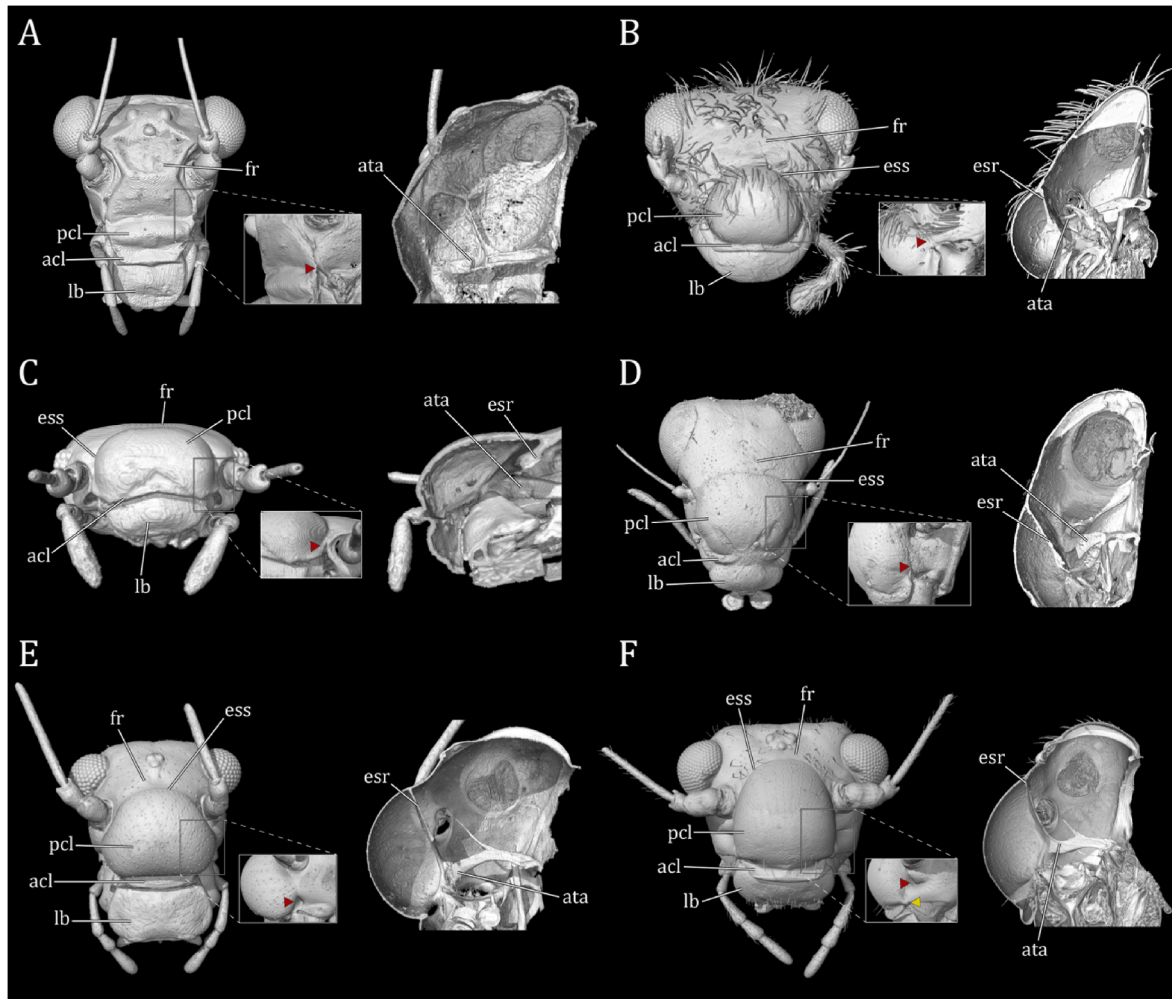 A
fr
pcl
acl
lb
ata
B
fr
ess
pcl
acl
lb
esr
ata
C
fr
ess
pcl
acl
lb
ata
esr
D
fr
ess
pcl
acl
lb
ata
esr
E
fr
ess
pcl
acl
lb
esr
ata
F
ess
fr
pcl
acl
lb
esr
ata